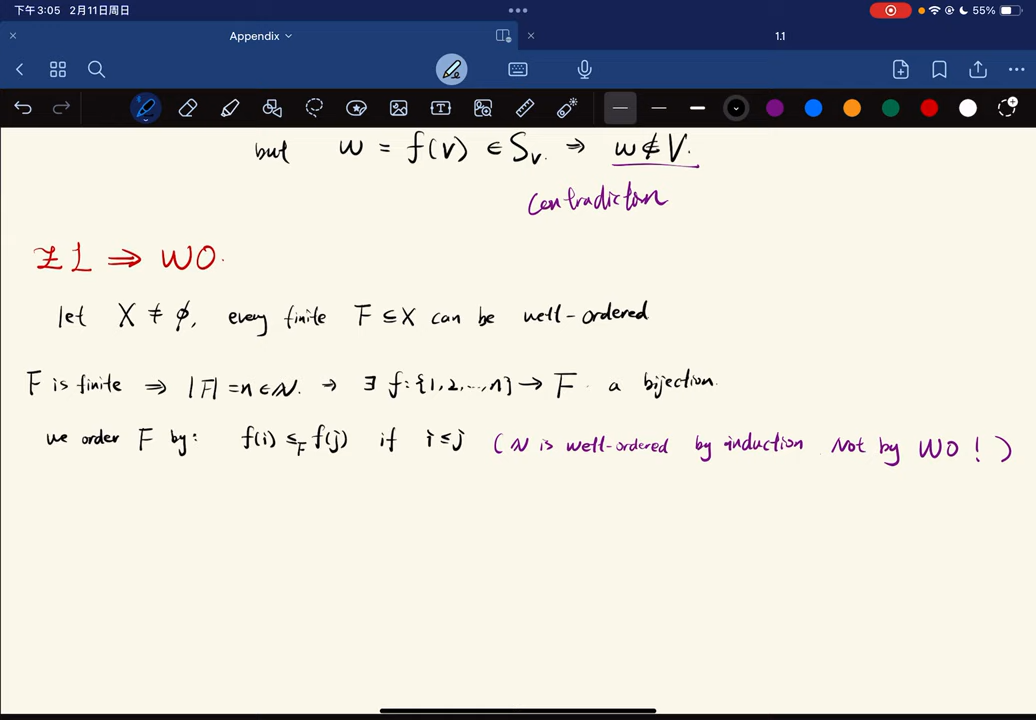 下午3:05 2月11日周日
55%
Appendix
1.1
but w = f(v) ∈ Sv. ⇒ w ∉ V.
contradiction
ZL ⇒ WO.
let X ≠ ϕ, every finite F ⊆ X can be well-ordered
F is finite ⇒ |F| = n ∈ N. → ∃ f: {1,2,...,n} → F. a bijection.
we order F by: f(i) ≤F f(j) if i ≤ j (N is well-ordered by induction. Not by WO!)